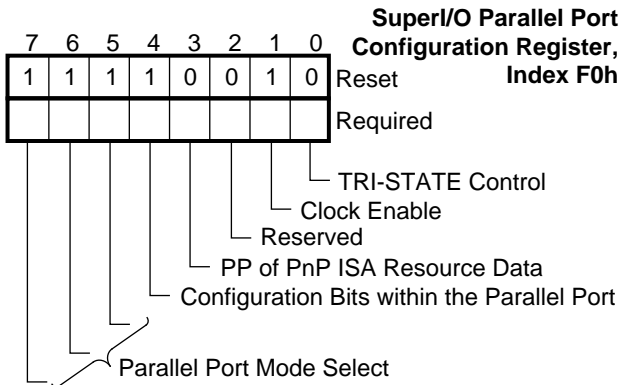 SuperI/O Parallel Port
Configuration Register,
Index F0h
7 6 5 4 3 2 1 0
1 1 1 1 0 0 1 0 Reset
Required
TRI-STATE Control
Clock Enable
Reserved
PP of PnP ISA Resource Data
Configuration Bits within the Parallel Port
Parallel Port Mode Select